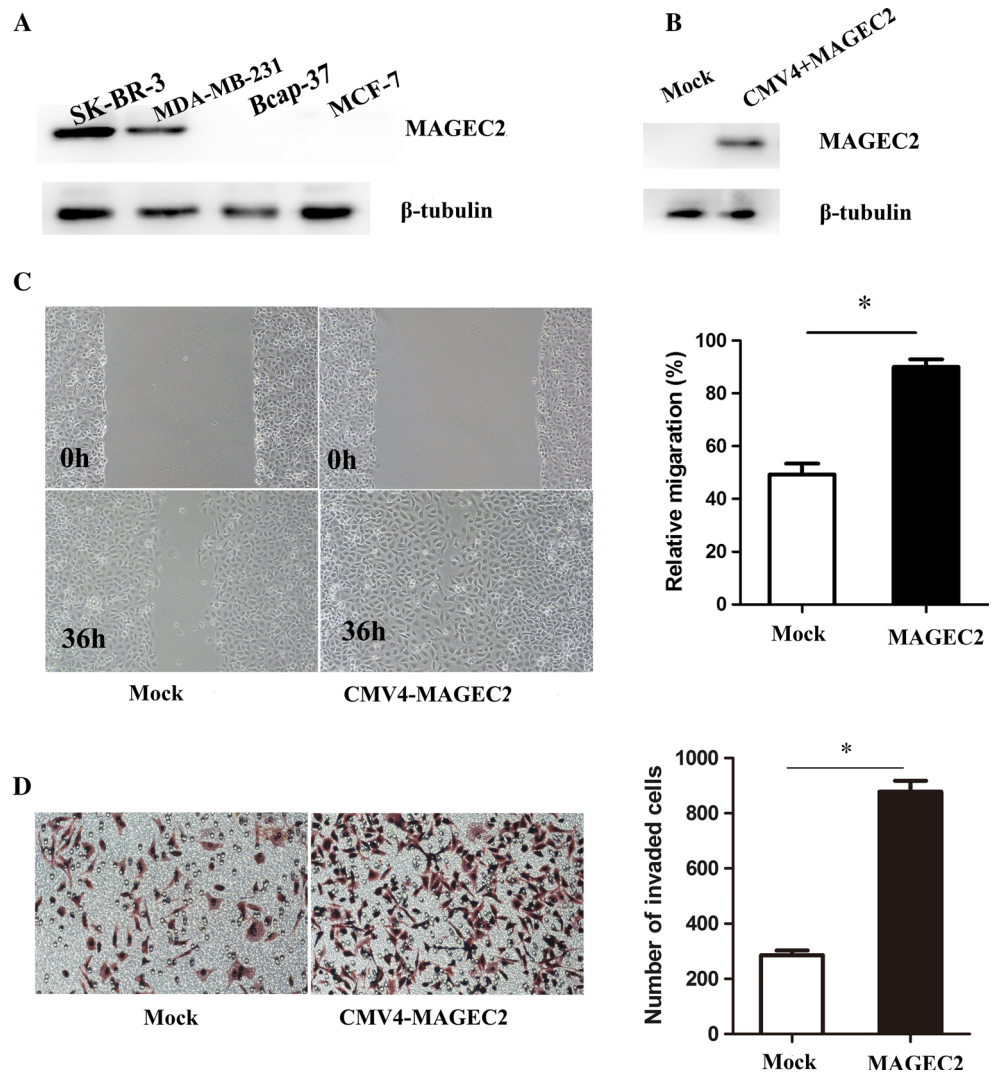 A
SK-BR-3 MDA-MB-231 Bcap-37 MCF-7
MAGEC2
β-tubulin
B
Mock CMV4+MAGEC2
MAGEC2
β-tubulin
C
0h 0h
36h 36h
Mock CMV4-MAGEC2
*
Relative migaration (%)
100
80
60
40
20
0
Mock MAGEC2
D
Mock CMV4-MAGEC2
*
Number of invaded cells
1000
800
600
400
200
0
Mock MAGEC2